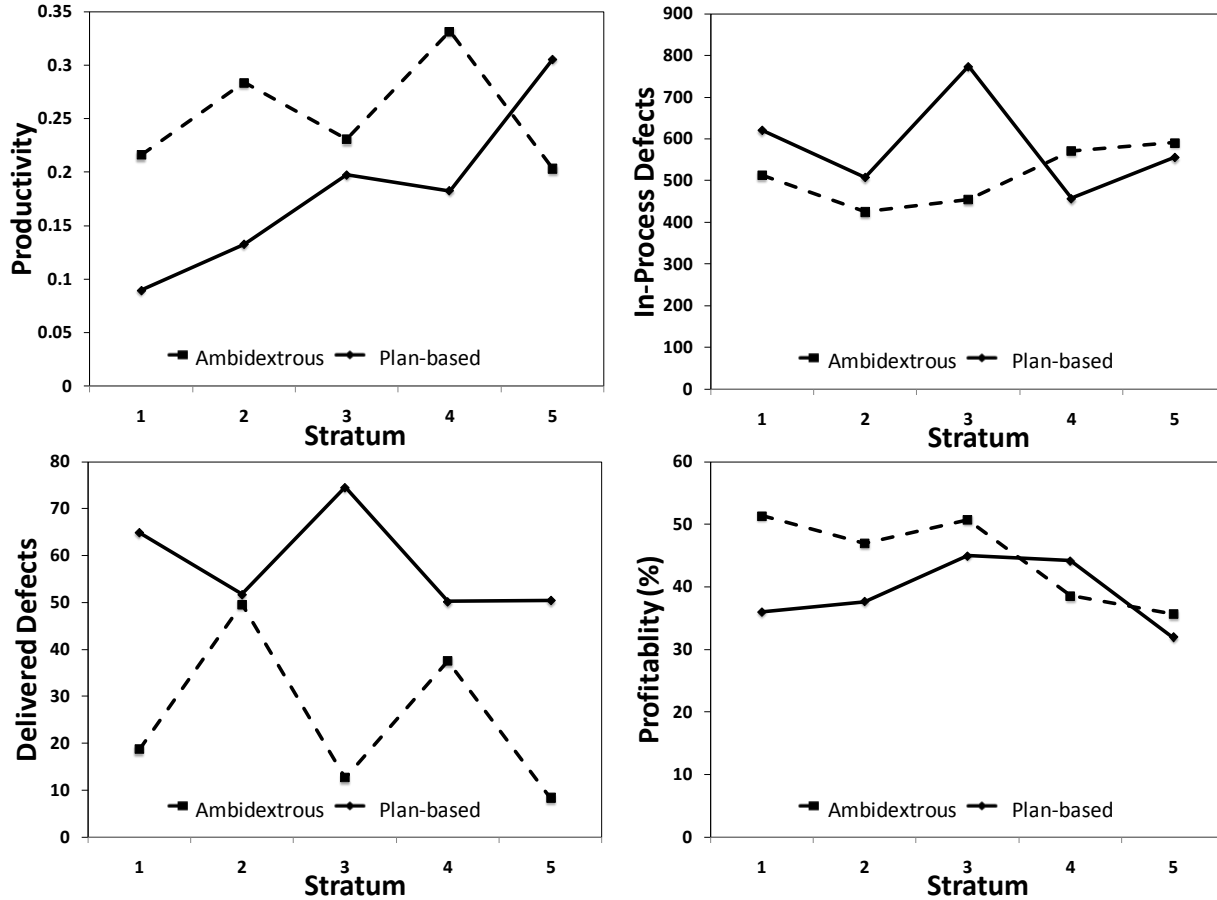 Productivity
0.35
0.3
0.25
0.2
0.15
0.1
0.05
0
Ambidextrous Plan-based
1 2 3 4 5
Stratum
In-Process Defects
900
800
700
600
500
400
300
200
100
0
Ambidextrous Plan-based
1 2 3 4 5
Stratum
Delivered Defects
80
70
60
50
40
30
20
10
0
Ambidextrous Plan-based
1 2 3 4 5
Stratum
Profitablity (%)
60
50
40
30
20
10
0
Ambidextrous Plan-based
1 2 3 4 5
Stratum